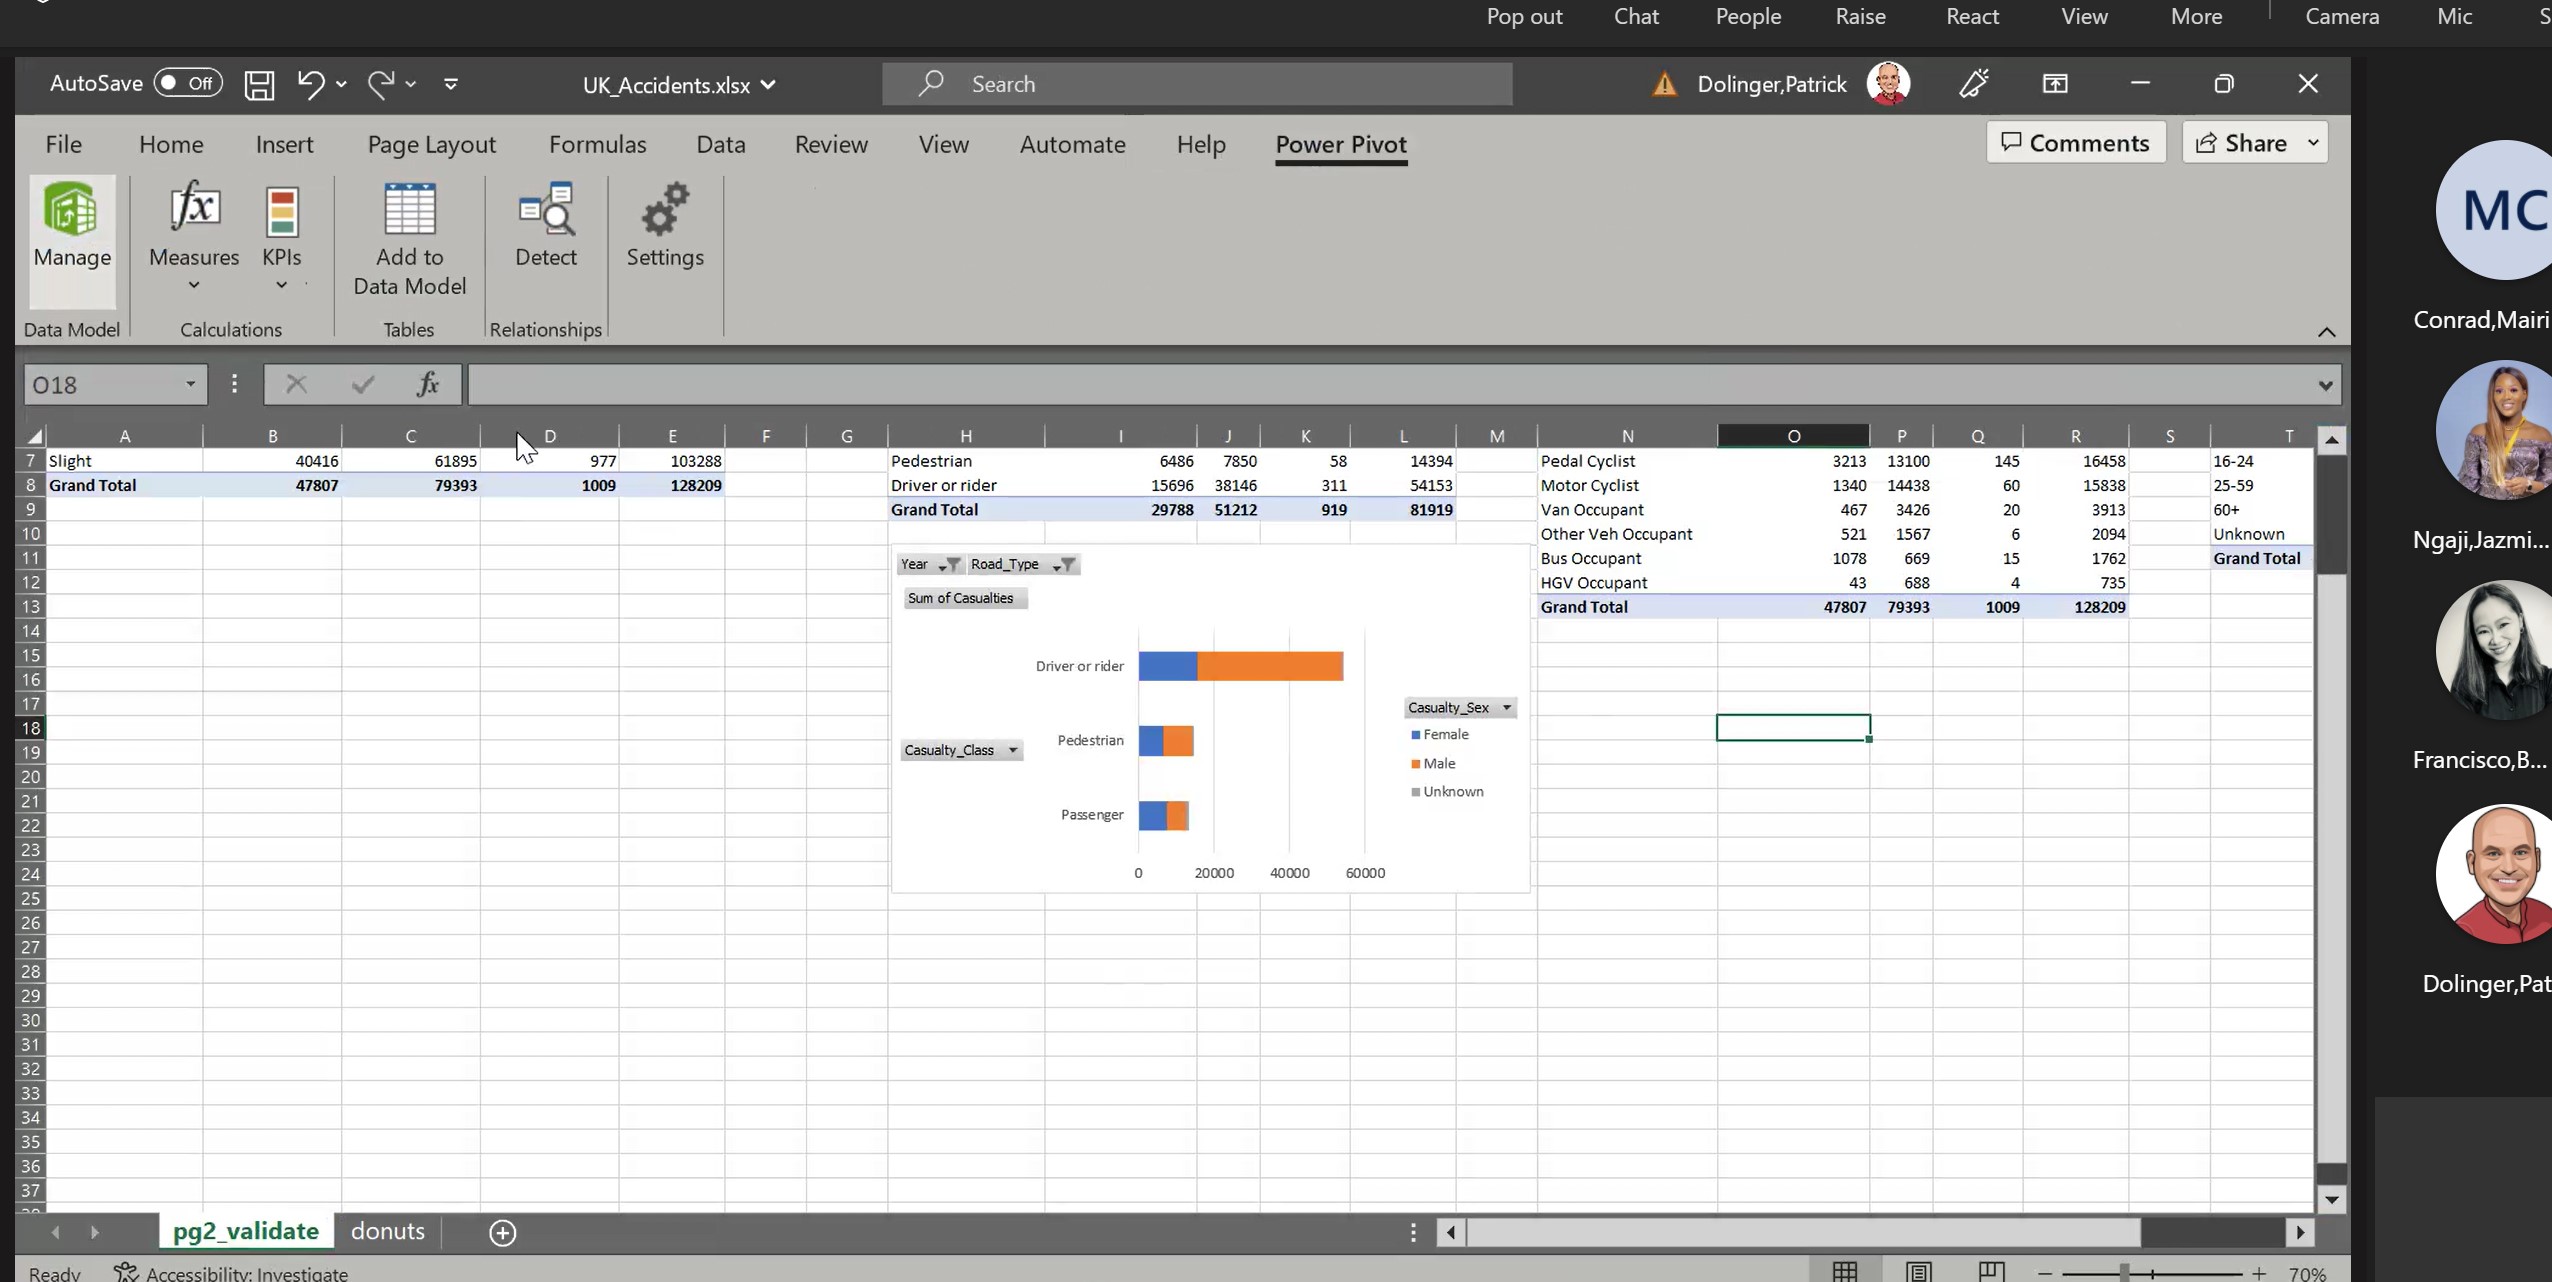 Pop out Chat People Raise React View More Camera Mic
AutoSave Off UK_Accidents.xlsx Search Dolinger,Patrick
File Home Insert Page Layout Formulas Data Review View Automate Help Power Pivot Comments Share
Manage Measures KPIs Add to Data Model Detect Settings
Data Model Calculations Tables Relationships
O18 fx
A B C D E F G H I J K L M N O P Q R S T
7 Slight 40416 61895 977 103288 Pedestrian 6486 7850 58 14394 Pedal Cyclist 3213 13100 145 16458 16-24
8 Grand Total 47807 79393 1009 128209 Driver or rider 15696 38146 311 54153 Motor Cyclist 1340 14438 60 15838 25-59
9 Grand Total 29788 51212 919 81919 Van Occupant 467 3426 20 3913 60+
10 Other Veh Occupant 521 1567 6 2094 Unknown
11 Bus Occupant 1078 669 15 1762 Grand Total
12 HGV Occupant 43 688 4 735
13 Grand Total 47807 79393 1009 128209
14
15
16
17
18
19
20
21
22
23
24
25
26
27
28
29
30
31
32
33
34
35
36
37
Year Road_Type
Sum of Casualties
Driver or rider
Pedestrian
Passenger
Casualty_Class
0 20000 40000 60000
Casualty_Sex
Female
Male
Unknown
pg2_validate donuts
Ready Accessibility: Investigate 70%
MC
Conrad,Mairi
Ngaji,Jazmi...
Francisco,B...
Dolinger,Pat